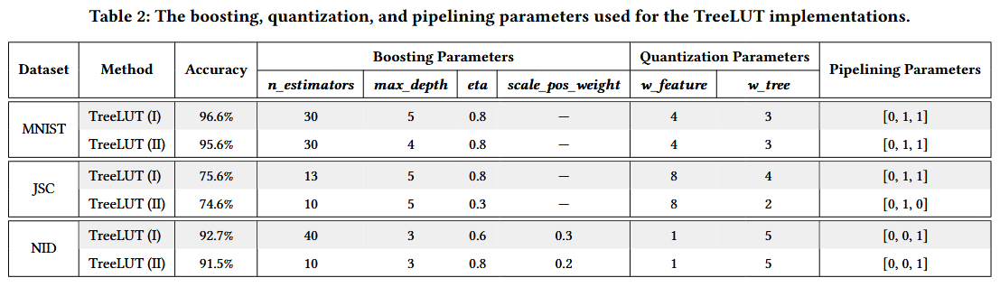 Table 2: The boosting, quantization, and pipelining parameters used for the TreeLUT implementations.
Dataset Method Accuracy Boosting Parameters Quantization Parameters Pipelining Parameters
n_estimators max_depth eta scale_pos_weight w_feature w_tree
MNIST TreeLUT (I) 96.6% 30 5 0.8 — 4 3 [0, 1, 1]
TreeLUT (II) 95.6% 30 4 0.8 — 4 3 [0, 1, 1]
JSC TreeLUT (I) 75.6% 13 5 0.8 — 8 4 [0, 1, 1]
TreeLUT (II) 74.6% 10 5 0.3 — 8 2 [0, 1, 0]
NID TreeLUT (I) 92.7% 40 3 0.6 0.3 1 5 [0, 0, 1]
TreeLUT (II) 91.5% 10 3 0.8 0.2 1 5 [0, 0, 1]